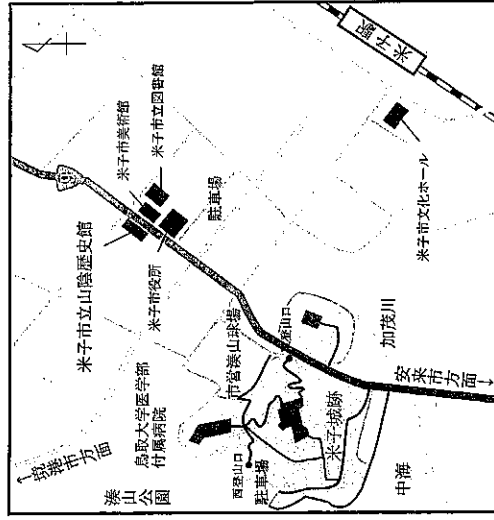 米子駅
米子市美術館
米子市立図書館
9
米子市立山陰歴史館
米子市役所
駐車場
米子市文化ホール
↑境港市方面
湊山公園
鳥取大学医学部
付属病院
市営湊山球場
登山口
西登山口
駐車場
米子城跡
加茂川
安来市方面
中海